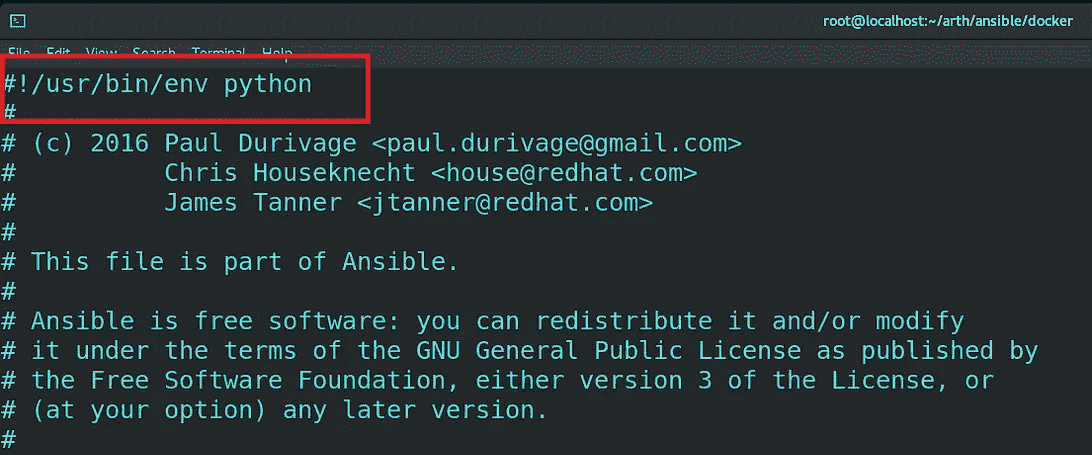 root@localhost:~/arth/ansible/docker
File Edit View Search Terminal Help
#!/usr/bin/env python
#
# (c) 2016 Paul Durivage <paul.durivage@gmail.com>
#          Chris Houseknecht <house@redhat.com>
#          James Tanner <jtanner@redhat.com>
#
# This file is part of Ansible.
#
# Ansible is free software: you can redistribute it and/or modify
# it under the terms of the GNU General Public License as published by
# the Free Software Foundation, either version 3 of the License, or
# (at your option) any later version.
#